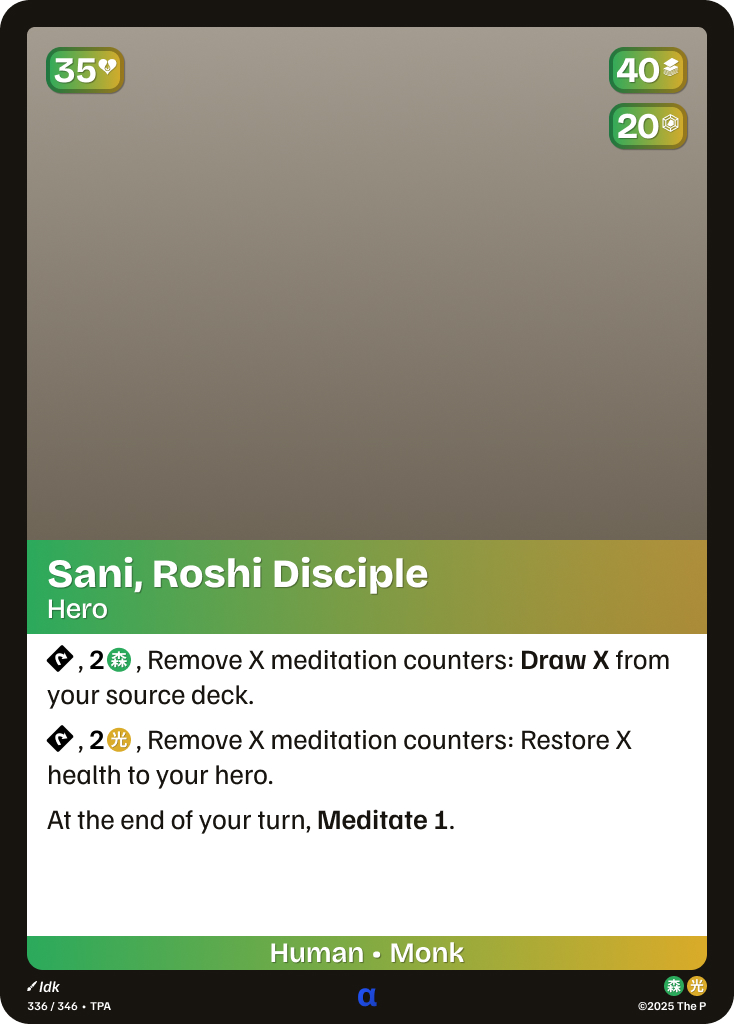 35
40
20
Sani, Roshi Disciple
Hero
, 2森, Remove X meditation counters: Draw X from
your source deck.
, 2光, Remove X meditation counters: Restore X
health to your hero.
At the end of your turn, Meditate 1.
Human • Monk
Idk
336 / 346 • TPA
α
森光
©2025 The P